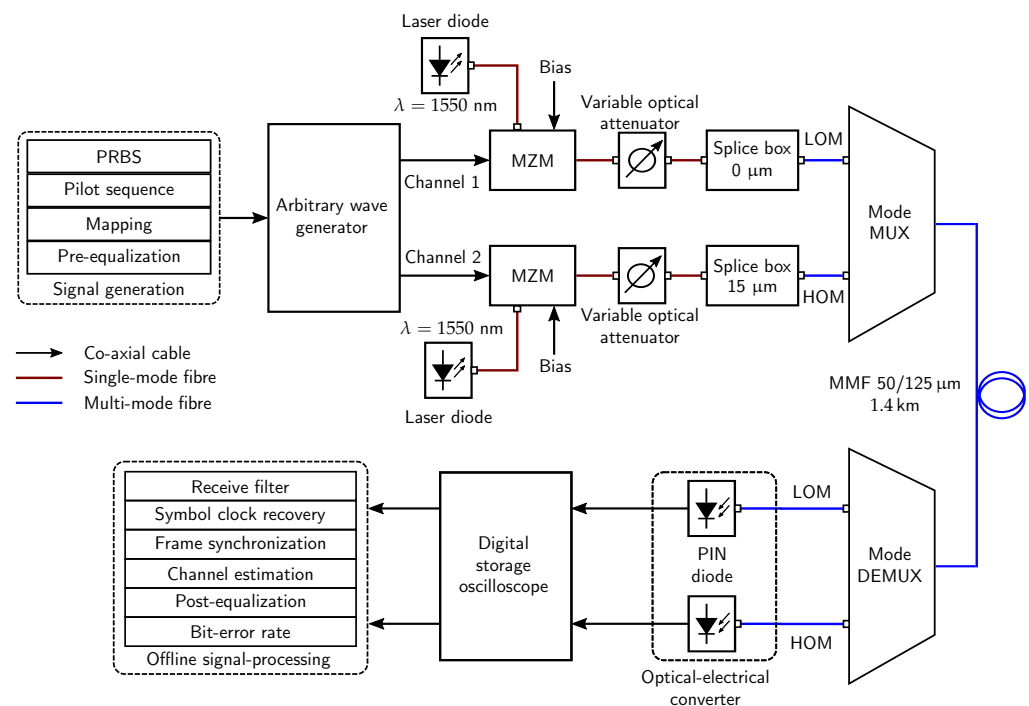 Laser diode
λ = 1550 nm
Bias
Variable optical
attenuator
PRBS
Pilot sequence
Mapping
Pre-equalization
Signal generation
Arbitrary wave
generator
Channel 1
Channel 2
MZM
Splice box
0 μm
LOM
Mode
MUX
MZM
Splice box
15 μm
HOM
Variable optical
attenuator
λ = 1550 nm
Bias
Laser diode
Co-axial cable
Single-mode fibre
Multi-mode fibre
MMF 50/125 μm
1.4 km
Receive filter
Symbol clock recovery
Frame synchronization
Channel estimation
Post-equalization
Bit-error rate
Offline signal-processing
Digital
storage
oscilloscope
PIN
diode
Optical-electrical
converter
LOM
HOM
Mode
DEMUX